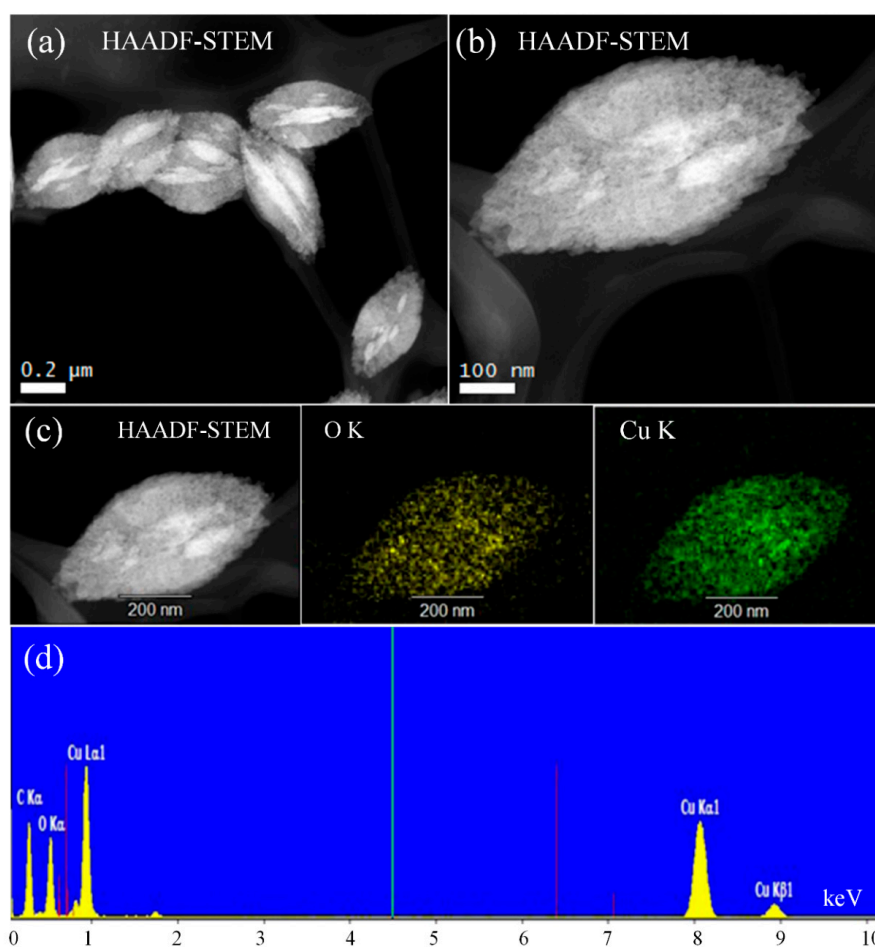 (a) HAADF-STEM
0.2 µm
(b) HAADF-STEM
100 nm
(c) HAADF-STEM
200 nm
O K
200 nm
Cu K
200 nm
(d)
C Kα
O Kα
Cu Lα1
Cu Kα1
Cu Kβ1
keV
0 1 2 3 4 5 6 7 8 9 10